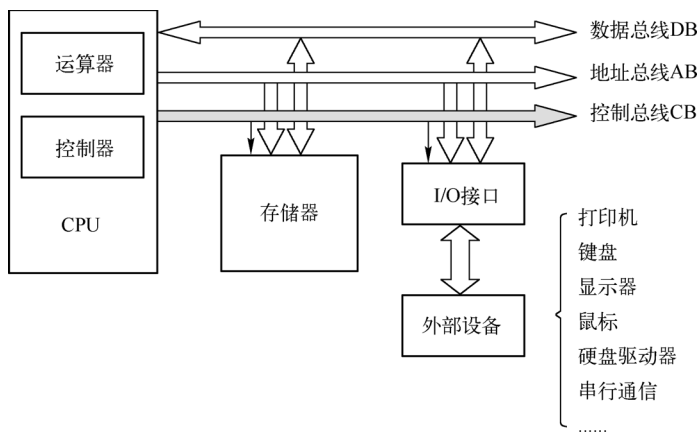 运算器
控制器
CPU
数据总线DB
地址总线AB
控制总线CB
存储器
I/O接口
外部设备
打印机
键盘
显示器
鼠标
硬盘驱动器
串行通信
......